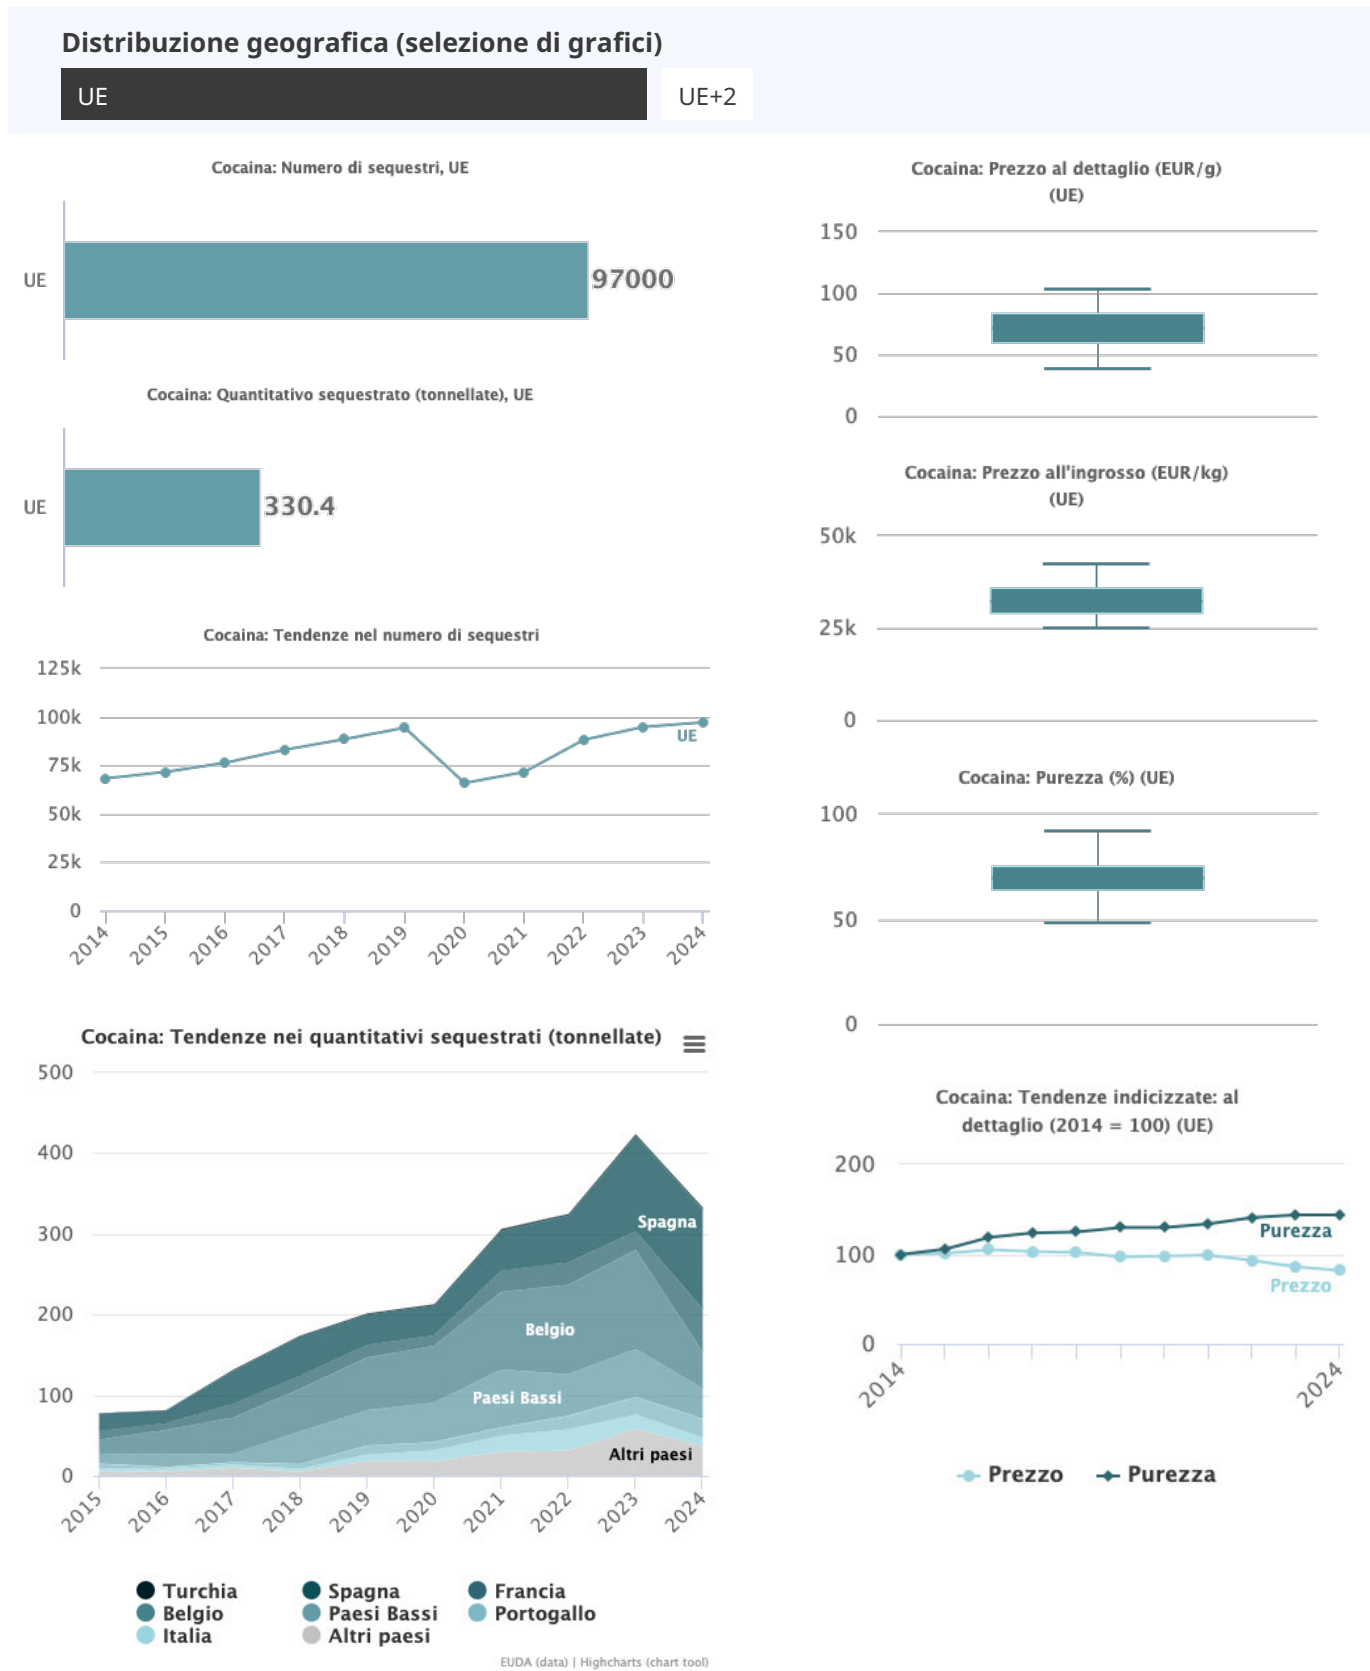 Distribuzione geografica (selezione di grafici)
UE
UE+2
Cocaina: Numero di sequestri, UE
UE
97000
Cocaina: Quantitativo sequestrato (tonnellate), UE
UE
330.4
Cocaina: Tendenze nel numero di sequestri
125k
100k
75k
50k
25k
0
UE
2014
2015
2016
2017
2018
2019
2020
2021
2022
2023
2024
Cocaina: Tendenze nei quantitativi sequestrati (tonnellate)
500
400
300
200
100
0
Spagna
Belgio
Paesi Bassi
Altri paesi
2015
2016
2017
2018
2019
2020
2021
2022
2023
2024
Turchia
Spagna
Francia
Belgio
Paesi Bassi
Portogallo
Italia
Altri paesi
EUDA (data) | Highcharts (chart tool)
Cocaina: Prezzo al dettaglio (EUR/g)
(UE)
150
100
50
0
Cocaina: Prezzo all'ingrosso (EUR/kg)
(UE)
50k
25k
0
Cocaina: Purezza (%) (UE)
100
50
0
Cocaina: Tendenze indicizzate: al
dettaglio (2014 = 100) (UE)
200
100
0
Purezza
Prezzo
2014
2024
Prezzo
Purezza